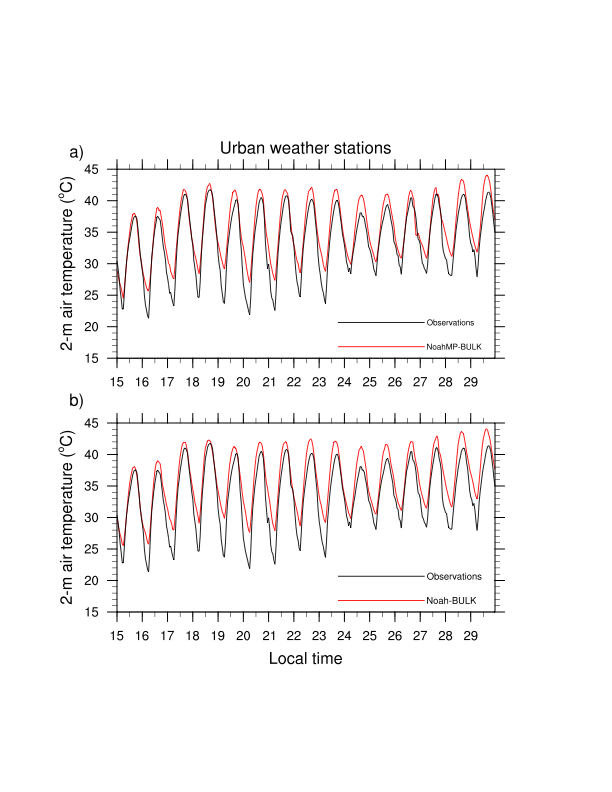 Urban weather stations
a)
2-m air temperature (°C)
45
40
35
30
25
20
15
Observations
NoahMP-BULK
15 16 17 18 19 20 21 22 23 24 25 26 27 28 29
b)
2-m air temperature (°C)
45
40
35
30
25
20
15
Observations
Noah-BULK
15 16 17 18 19 20 21 22 23 24 25 26 27 28 29
Local time